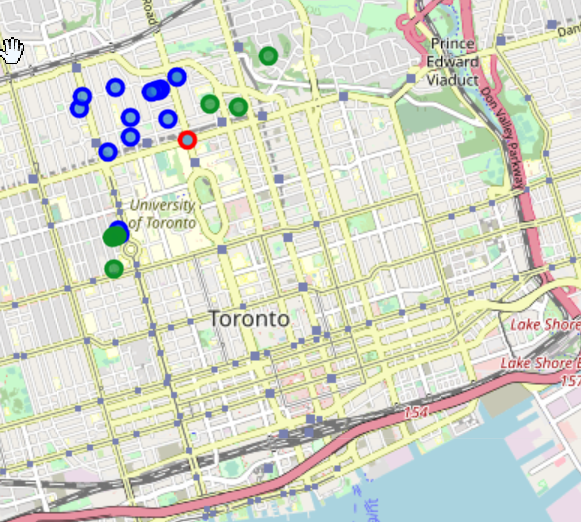 Road
Prince
Edward
Viaduct
Dan
Don Valley Parkway
University
of Toronto
Toronto
Lake Shore
Lake Shore B
157
154